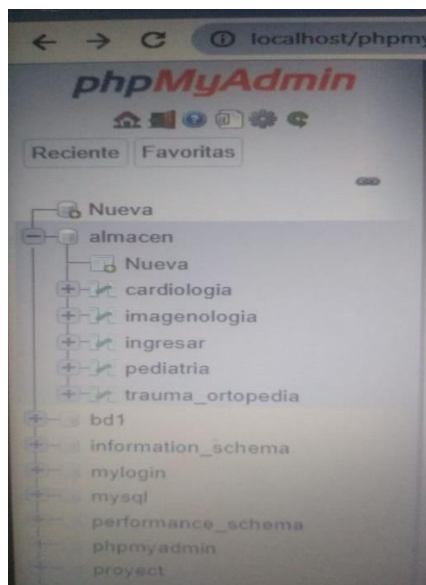 localhost/phpmy
phpMyAdmin
Reciente Favoritas
Nueva
almacen
Nueva
cardiologia
imagenologia
ingresar
pediatria
trauma_ortopedia
bd1
information_schema
mylogin
mysql
performance_schema
phpmyadmin
proyect